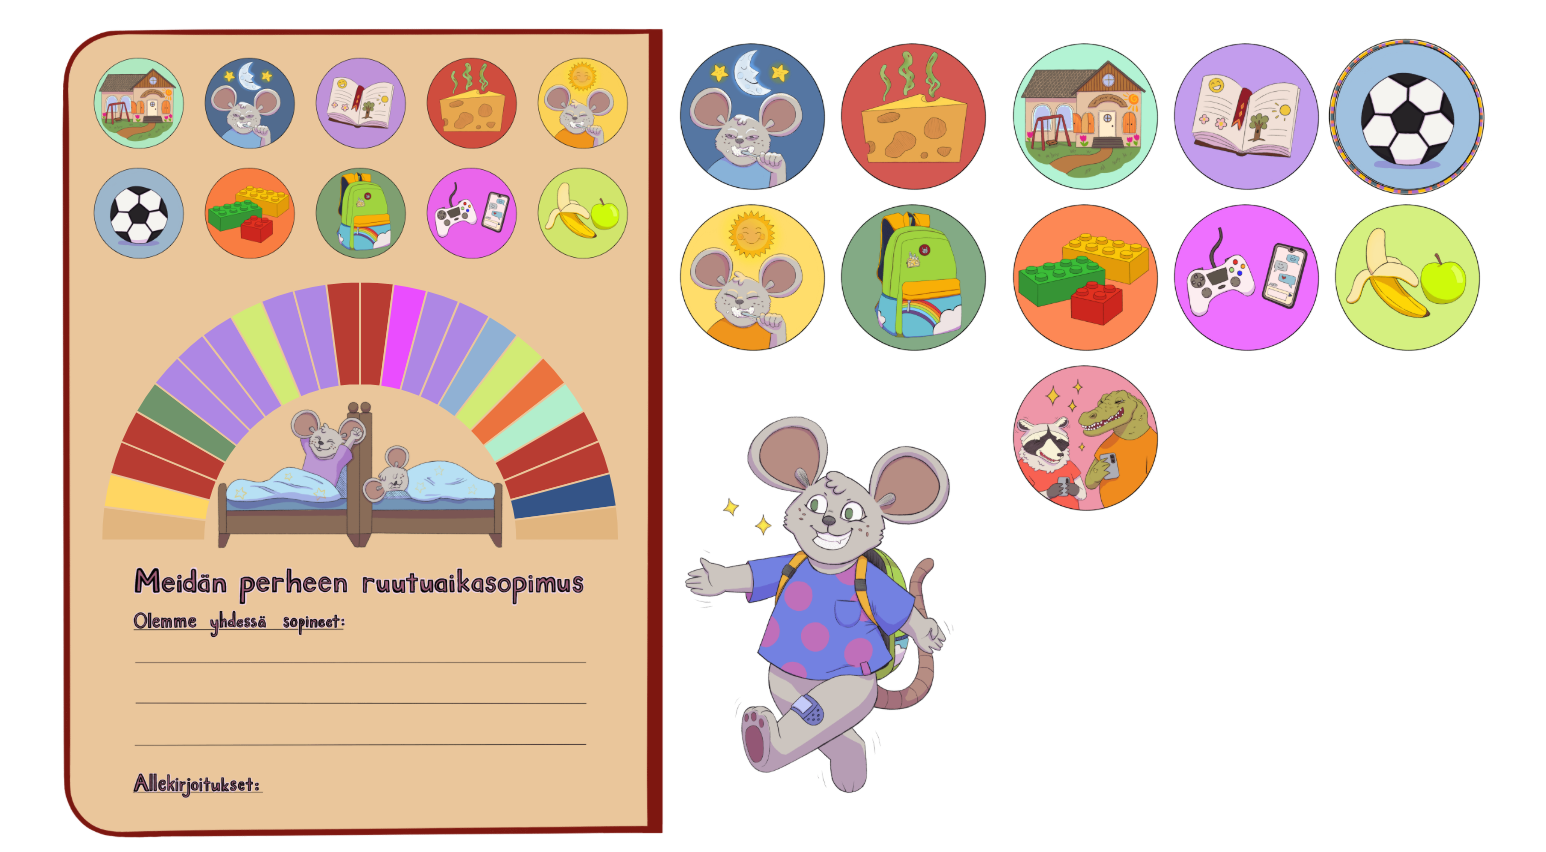 Meidän perheen ruutuaikasopimus
Olemme yhdessä sopineet:
Allekirjoitukset: